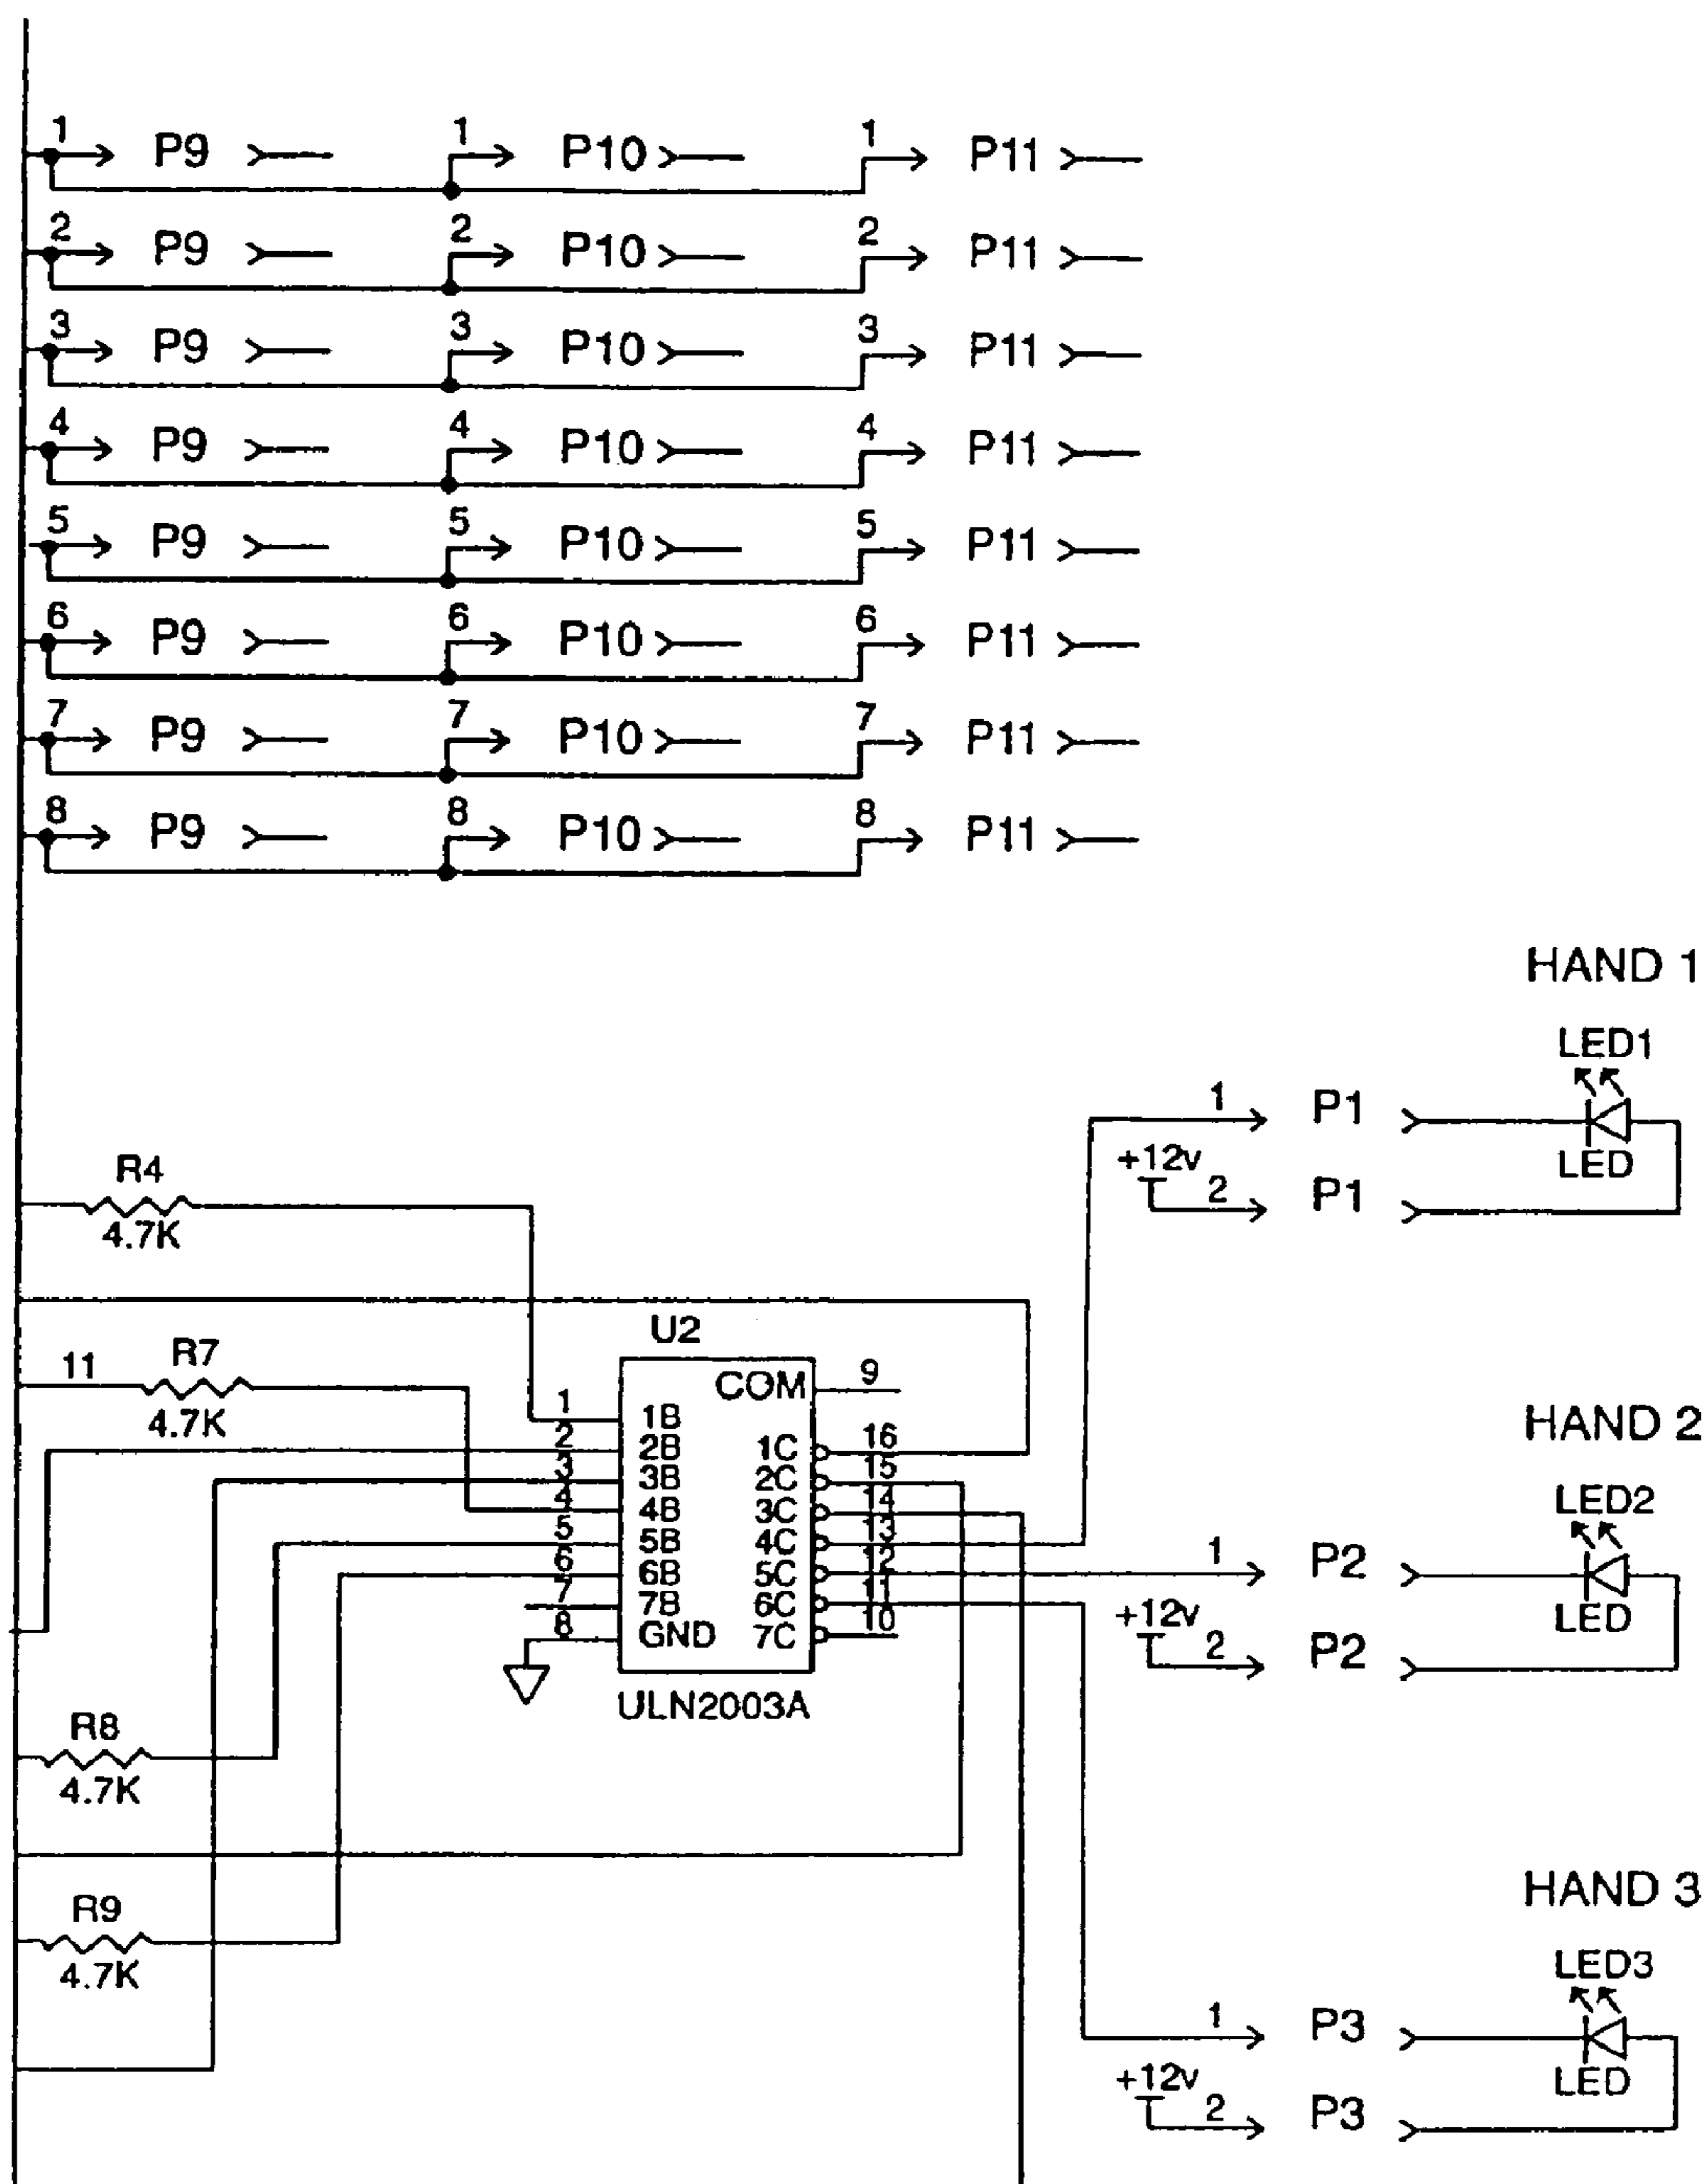 1 P9 1 P10 1 P11
2 P9 2 P10 2 P11
3 P9 3 P10 3 P11
4 P9 4 P10 4 P11
5 P9 5 P10 5 P11
6 P9 6 P10 6 P11
7 P9 7 P10 7 P11
8 P9 8 P10 8 P11
HAND 1
LED1
1 P1
LED
+12v
2 P1
R4
4.7K
U2
11 R7
4.7K
COM 9
1 1B
2 2B 1C 16
3 3B 2C 15
4 4B 3C 14
5 5B 4C 13
6 6B 5C 12
7 7B 6C 11
8 GND 7C 10
ULN2003A
HAND 2
LED2
1 P2
LED
+12v
2 P2
R8
4.7K
R9
4.7K
HAND 3
LED3
1 P3
LED
+12v
2 P3